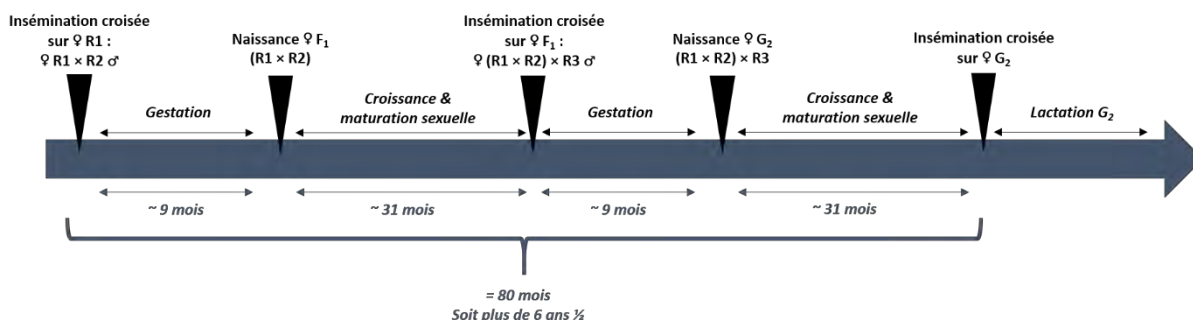 Insémination croisée
sur ♀ R1 :
♀ R1 × R2 ♂
Naissance ♀ F₁
(R1 × R2)
Insémination croisée
sur ♀ F₁ :
♀ (R1 × R2) × R3 ♂
Naissance ♀ G₂
(R1 × R2) × R3
Insémination croisée
sur ♀ G₂
Gestation
Croissance &
maturation sexuelle
Gestation
Croissance &
maturation sexuelle
Lactation G₂
~ 9 mois
~ 31 mois
~ 9 mois
~ 31 mois
= 80 mois
Soit plus de 6 ans ½